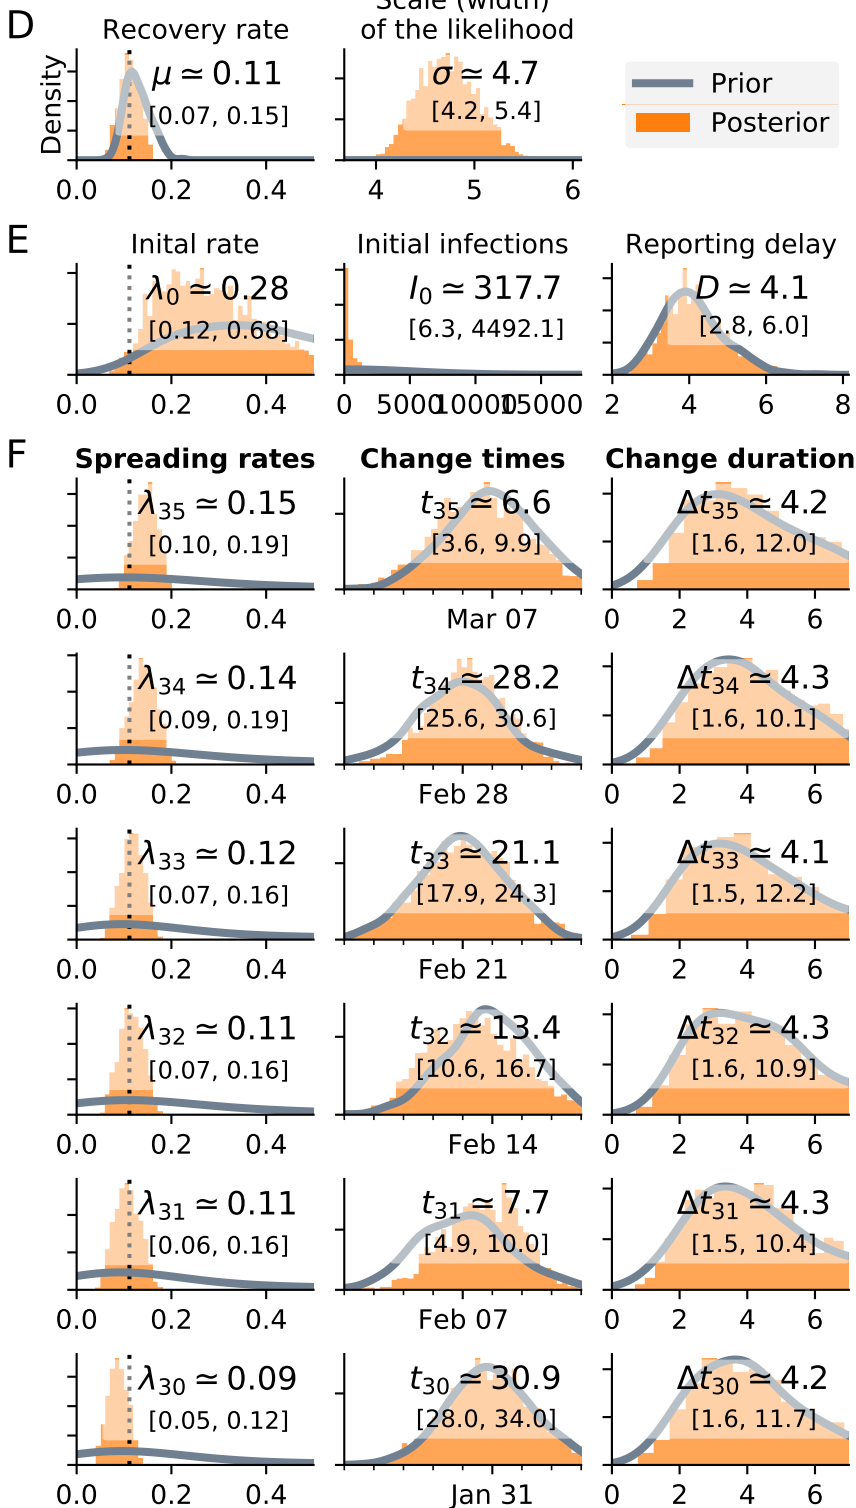 D
Recovery rate
Scale (width)
of the likelihood
Density
μ ≃ 0.11
[0.07, 0.15]
0.0 0.2 0.4
σ ≃ 4.7
[4.2, 5.4]
4 5 6
Prior
Posterior
E
Inital rate
λ0 ≃ 0.28
[0.12, 0.68]
0.0 0.2 0.4
Initial infections
I0 ≃ 317.7
[6.3, 4492.1]
0 5000 10000 15000
Reporting delay
D ≃ 4.1
[2.8, 6.0]
2 4 6 8
F
Spreading rates Change times Change duration
λ35 ≃ 0.15
[0.10, 0.19]
0.0 0.2 0.4
t35 ≃ 6.6
[3.6, 9.9]
Mar 07
Δt35 ≃ 4.2
[1.6, 12.0]
0 2 4 6
λ34 ≃ 0.14
[0.09, 0.19]
0.0 0.2 0.4
t34 ≃ 28.2
[25.6, 30.6]
Feb 28
Δt34 ≃ 4.3
[1.6, 10.1]
0 2 4 6
λ33 ≃ 0.12
[0.07, 0.16]
0.0 0.2 0.4
t33 ≃ 21.1
[17.9, 24.3]
Feb 21
Δt33 ≃ 4.1
[1.5, 12.2]
0 2 4 6
λ32 ≃ 0.11
[0.07, 0.16]
0.0 0.2 0.4
t32 ≃ 13.4
[10.6, 16.7]
Feb 14
Δt32 ≃ 4.3
[1.6, 10.9]
0 2 4 6
λ31 ≃ 0.11
[0.06, 0.16]
0.0 0.2 0.4
t31 ≃ 7.7
[4.9, 10.0]
Feb 07
Δt31 ≃ 4.3
[1.5, 10.4]
0 2 4 6
λ30 ≃ 0.09
[0.05, 0.12]
0.0 0.2 0.4
t30 ≃ 30.9
[28.0, 34.0]
Jan 31
Δt30 ≃ 4.2
[1.6, 11.7]
0 2 4 6